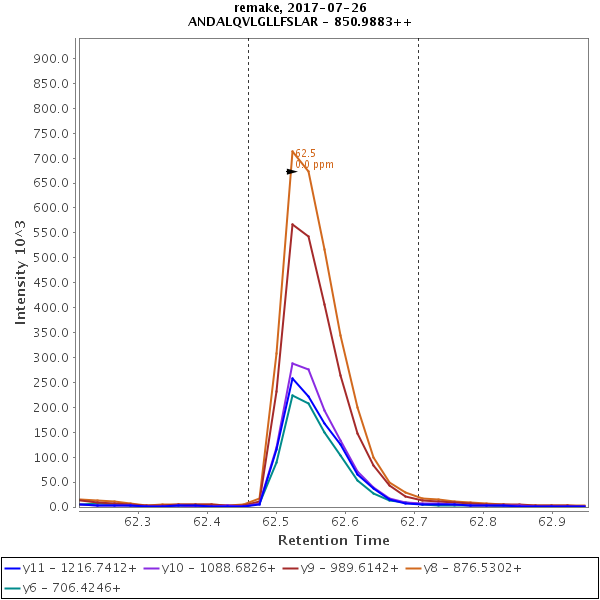 remake, 2017-07-26
ANDALQVLGLLFSLAR - 850.9883++
900.0
850.0
800.0
750.0
700.0
650.0
600.0
550.0
500.0
450.0
400.0
350.0
300.0
250.0
200.0
150.0
100.0
50.0
0.0
Intensity 10^3
62.5
0.0 ppm
62.3 62.4 62.5 62.6 62.7 62.8 62.9
Retention Time
y11 - 1216.7412+ y10 - 1088.6826+ y9 - 989.6142+ y8 - 876.5302+
y6 - 706.4246+